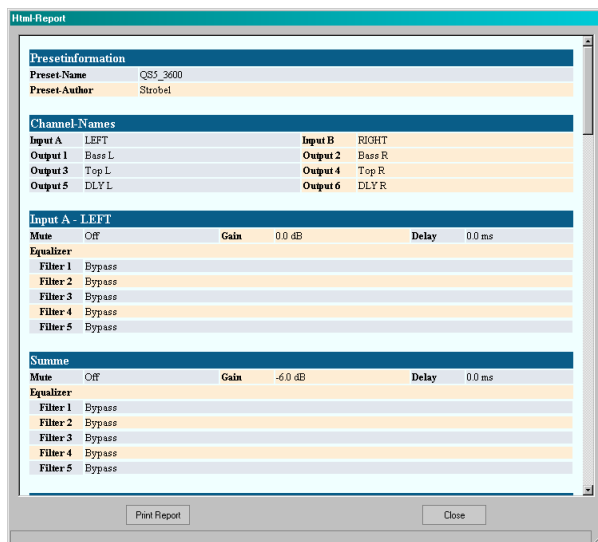 Html-Report
Presetinformation
Preset-Name QS5_3600
Preset-Author Strobel
Channel-Names
Input A LEFT Input B RIGHT
Output 1 Bass L Output 2 Bass R
Output 3 Top L Output 4 Top R
Output 5 DLY L Output 6 DLY R
Input A - LEFT
Mute Off Gain 0.0 dB Delay 0.0 ms
Equalizer
Filter 1 Bypass
Filter 2 Bypass
Filter 3 Bypass
Filter 4 Bypass
Filter 5 Bypass
Summe
Mute Off Gain -6.0 dB Delay 0.0 ms
Equalizer
Filter 1 Bypass
Filter 2 Bypass
Filter 3 Bypass
Filter 4 Bypass
Filter 5 Bypass
Print Report Close